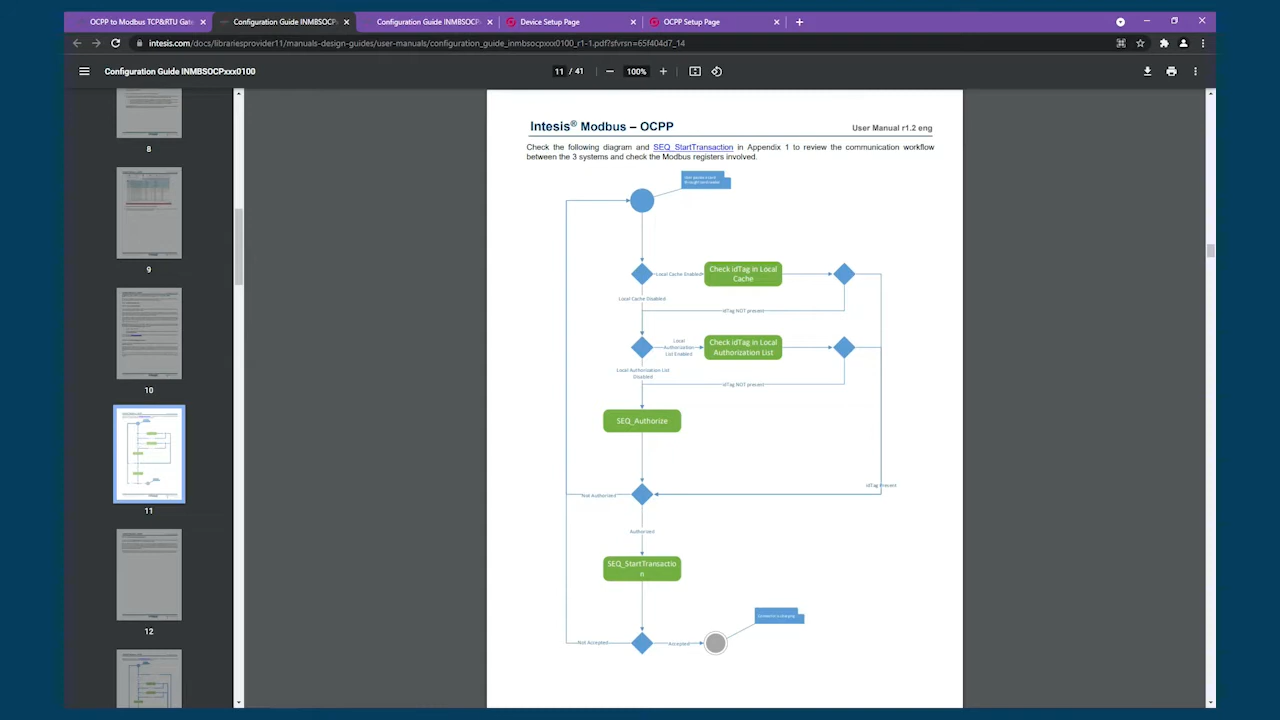 OCPP to Modbus TCP&RTU Gate
Configuration Guide INMBSOCP
Configuration Guide INMBSOCP
Device Setup Page
OCPP Setup Page
intesis.com/docs/librariesprovider11/manuals-design-guides/user-manuals/configuration_guide_inmbsocpxxx0100_r1-1.pdf?sfvrsn=65f404d7_14
Configuration Guide INMBSOCPxxx0100
11 / 41
100%
8
9
10
11
12
Intesis® Modbus – OCPP
User Manual r1.2 eng
Check the following diagram and SEQ_StartTransaction in Appendix 1 to review the communication workflow
between the 3 systems and check the Modbus registers involved.
Local Cache Enabled
Check idTag in Local
Cache
Local Cache Disabled
idTag NOT present
Local
Authorization
List Enabled
Check idTag in Local
Authorization List
Local Authorization List
Disabled
idTag NOT present
SEQ_Authorize
idTag Present
Not Authorized
Authorized
SEQ_StartTransactio
n
Not Accepted
Accepted